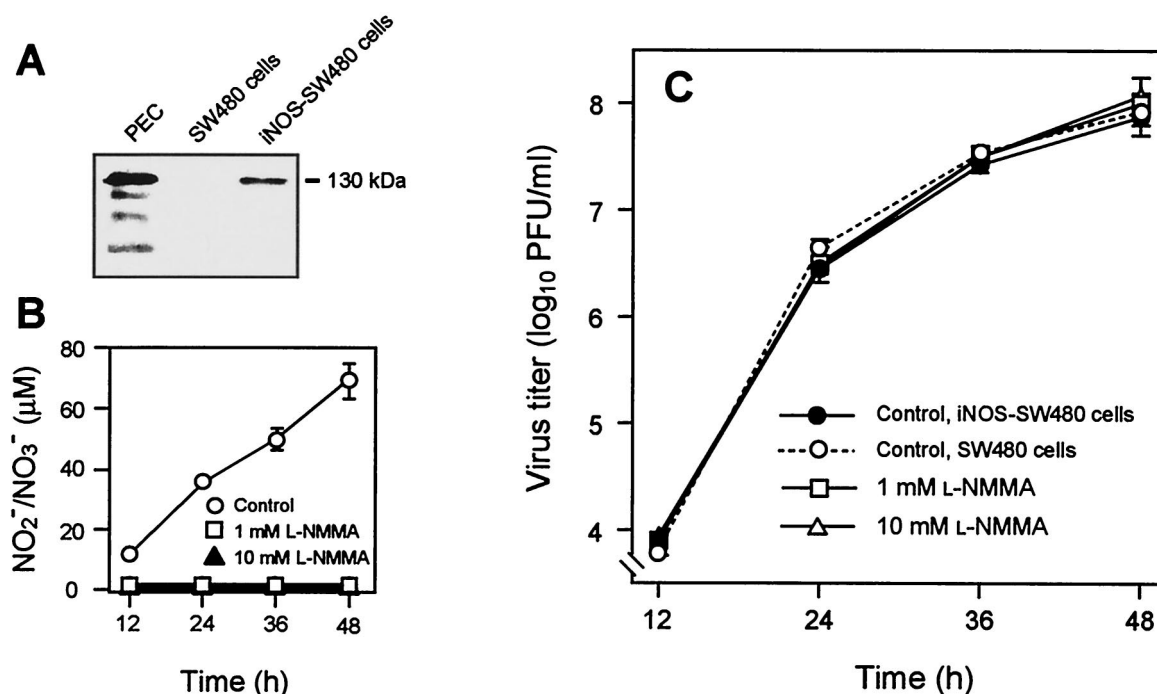 A
PEC
SW480 cells
iNOS-SW480 cells
130 kDa
B
NO₂⁻/NO₃⁻ (μM)
80
60
40
20
0
Control
1 mM L-NMMA
10 mM L-NMMA
12 24 36 48
Time (h)
C
Virus titer (log₁₀ PFU/ml)
8
7
6
5
4
Control, iNOS-SW480 cells
Control, SW480 cells
1 mM L-NMMA
10 mM L-NMMA
12 24 36 48
Time (h)